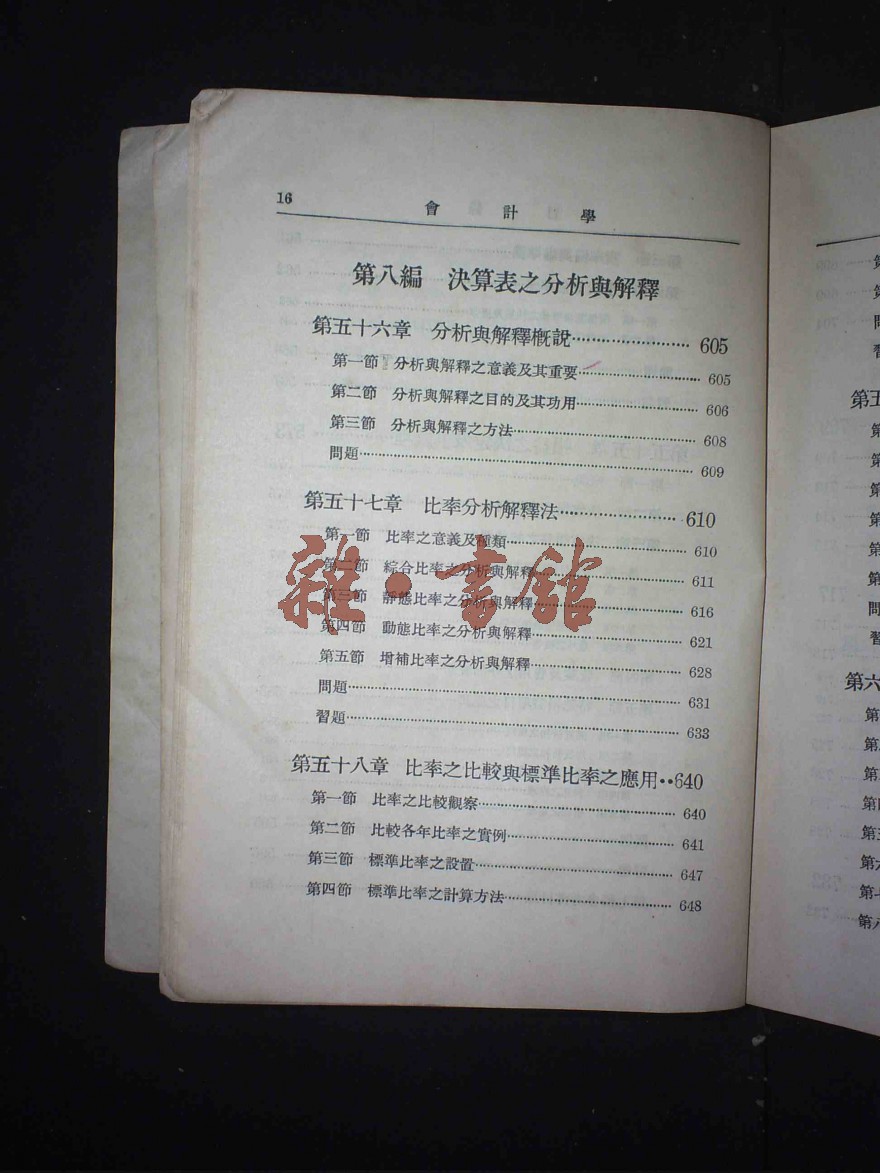 16
會計學
第八編 決算表之分析與解釋
第五十六章 分析與解釋概說………………… 605
第一節 分析與解釋之意義及其重要………………… 605
第二節 分析與解釋之目的及其功用………………… 606
第三節 分析與解釋之方法………………… 608
問題………………… 609
第五十七章 比率分析解釋法………………… 610
第一節 比率之意義及種類………………… 610
第二節 綜合比率之分析與解釋………………… 611
第三節 靜態比率之分析與解釋………………… 616
第四節 動態比率之分析與解釋………………… 621
第五節 增補比率之分析與解釋………………… 628
問題………………… 631
習題………………… 633
第五十八章 比率之比較與標準比率之應用‥640
第一節 比率之比較觀察………………… 640
第二節 比較各年比率之實例………………… 641
第三節 標準比率之設置………………… 647
第四節 標準比率之計算方法………………… 648
雜·書館